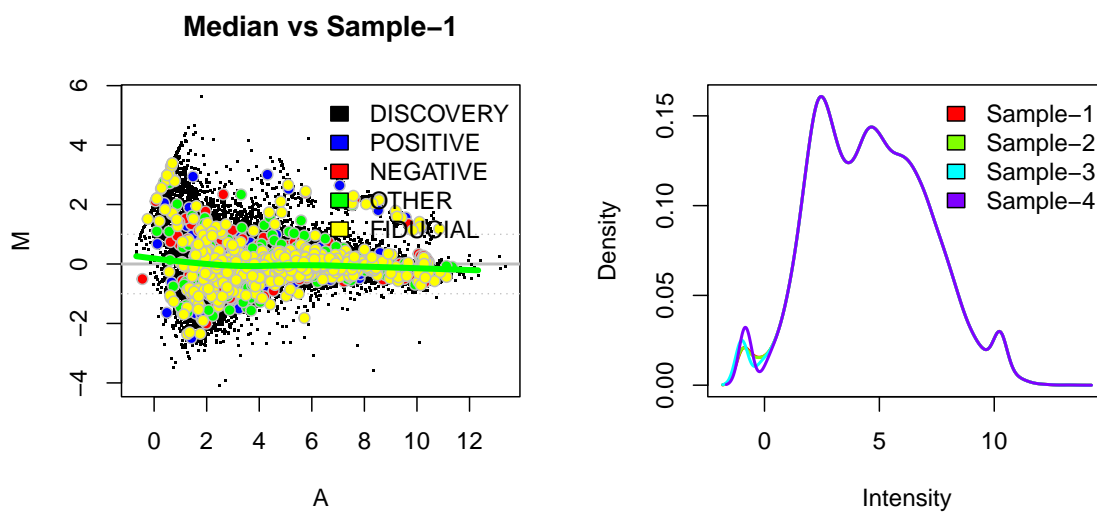 Median vs Sample−1
M
6
4
2
0
−2
−4
DISCOVERY
POSITIVE
NEGATIVE
OTHER
FIDUCIAL
0 2 4 6 8 10 12
A
Density
0.15
0.10
0.05
0.00
Sample−1
Sample−2
Sample−3
Sample−4
0 5 10
Intensity